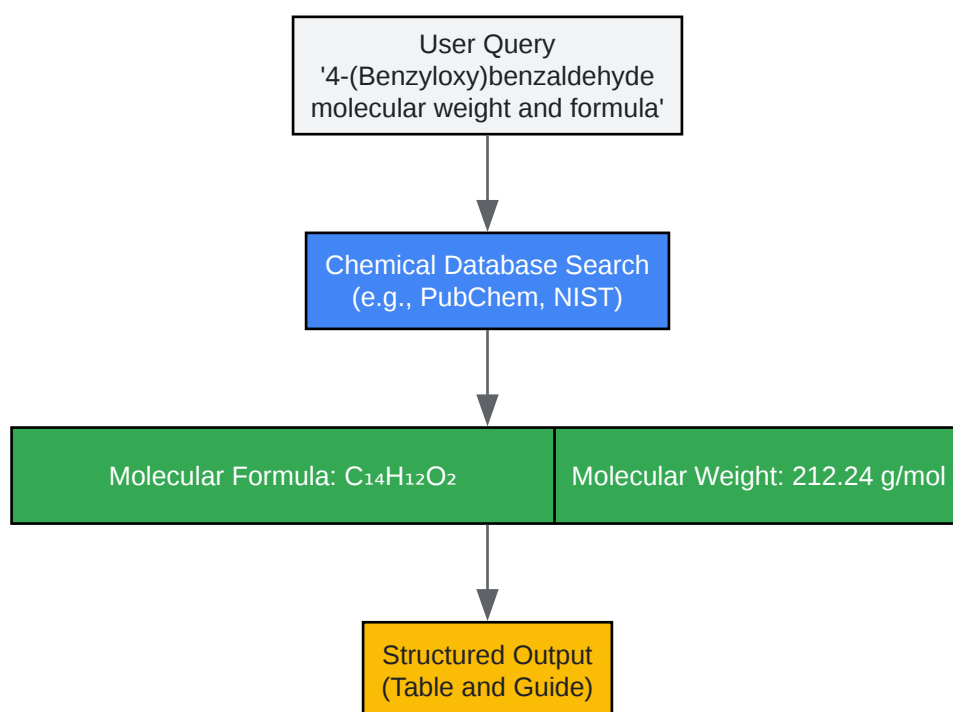 User Query
'4-(Benzyloxy)benzaldehyde
molecular weight and formula'
Chemical Database Search
(e.g., PubChem, NIST)
Molecular Formula: C₁₄H₁₂O₂
Molecular Weight: 212.24 g/mol
Structured Output
(Table and Guide)